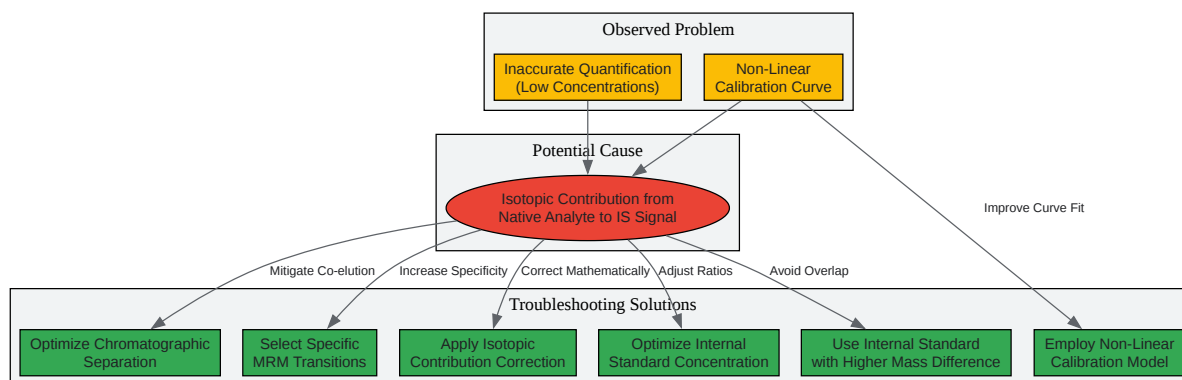 Observed Problem
Inaccurate Quantification
(Low Concentrations)
Non-Linear
Calibration Curve
Potential Cause
Isotopic Contribution from
Native Analyte to IS Signal
Improve Curve Fit
Mitigate Co-elution
Increase Specificity
Correct Mathematically
Adjust Ratios
Avoid Overlap
Troubleshooting Solutions
Optimize Chromatographic
Separation
Select Specific
MRM Transitions
Apply Isotopic
Contribution Correction
Optimize Internal
Standard Concentration
Use Internal Standard
with Higher Mass Difference
Employ Non-Linear
Calibration Model